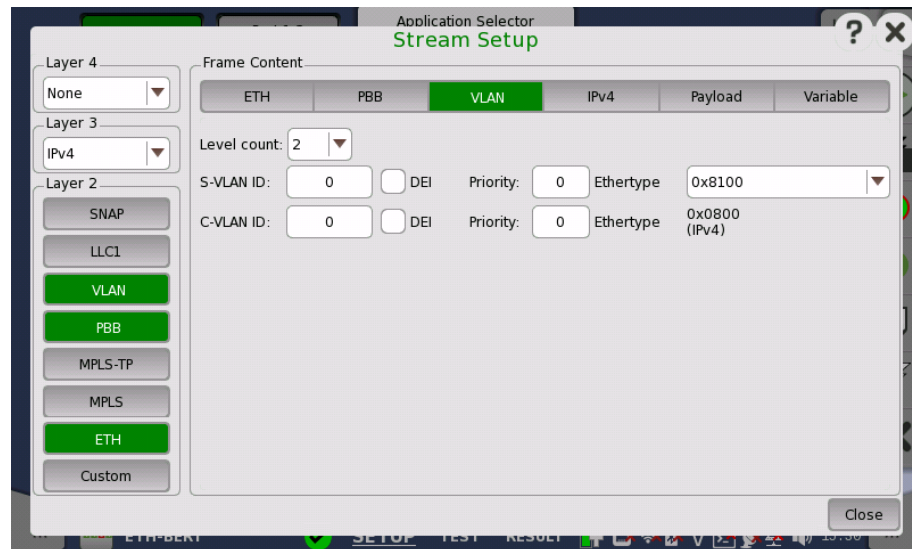 Application Selector
Stream Setup
?
Layer 4
None
Layer 3
IPv4
Layer 2
SNAP
LLC1
VLAN
PBB
MPLS-TP
MPLS
ETH
Custom
Frame Content
ETH PBB VLAN IPv4 Payload Variable
Level count: 2
S-VLAN ID: 0 DEI Priority: 0 Ethertype 0x8100
C-VLAN ID: 0 DEI Priority: 0 Ethertype 0x0800
(IPv4)
Close
ETH-BERT SETUP TEST RESULT